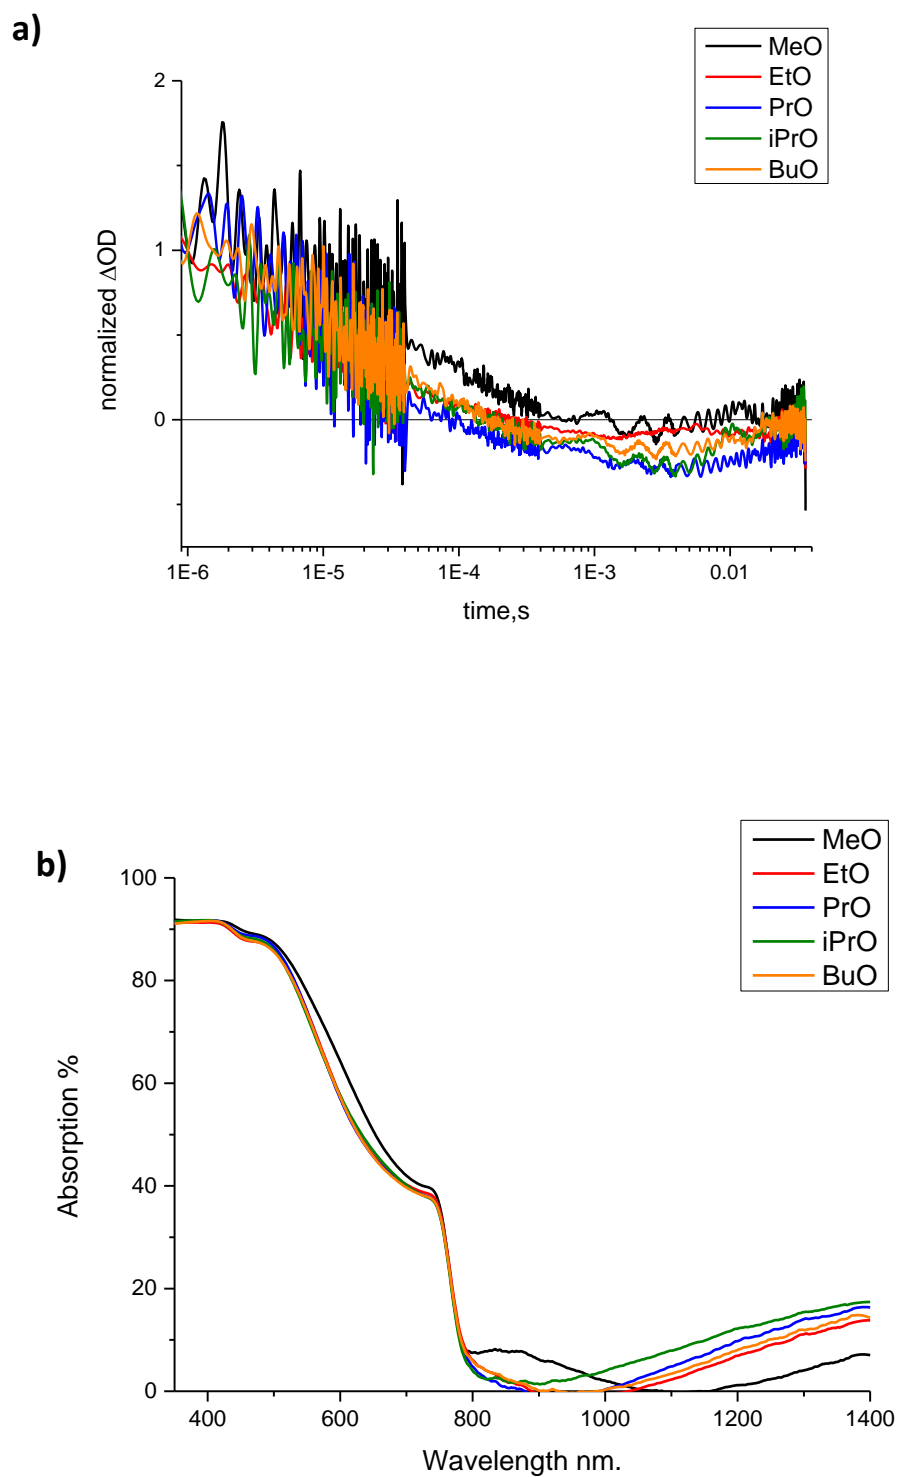 a)
MeO
EtO
PrO
iPrO
BuO
2
1
0
normalized ΔOD
1E-6 1E-5 1E-4 1E-3 0.01
time,s
b)
MeO
EtO
PrO
iPrO
BuO
100
80
60
40
20
0
Absorption %
400 600 800 1000 1200 1400
Wavelength nm.